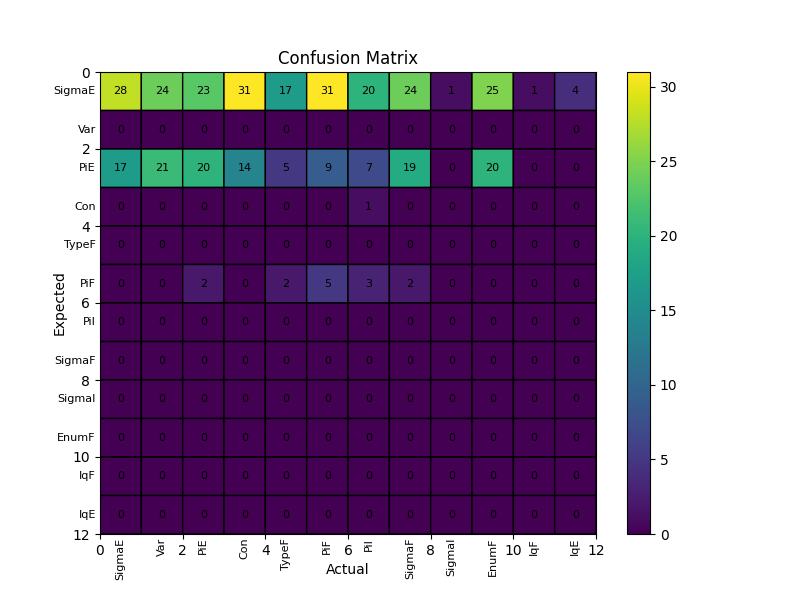 Confusion Matrix
0
SigmaE 28 24 23 31 17 31 20 24 1 25 1 4
Var 0 0 0 0 0 0 0 0 0 0 0 0
2
PiE 17 21 20 14 5 9 7 19 0 20 0 0
Con 0 0 0 0 0 0 1 0 0 0 0 0
4
TypeF 0 0 0 0 0 0 0 0 0 0 0 0
PiF 0 0 2 0 2 5 3 2 0 0 0 0
6
PiI 0 0 0 0 0 0 0 0 0 0 0 0
SigmaF 0 0 0 0 0 0 0 0 0 0 0 0
8
SigmaI 0 0 0 0 0 0 0 0 0 0 0 0
EnumF 0 0 0 0 0 0 0 0 0 0 0 0
10
IqF 0 0 0 0 0 0 0 0 0 0 0 0
IqE 0 0 0 0 0 0 0 0 0 0 0 0
12
Expected
0 2 4 6 8 10 12
SigmaE Var PiE Con TypeF PiF PiI SigmaF SigmaI EnumF IqF IqE
Actual
30
25
20
15
10
5
0